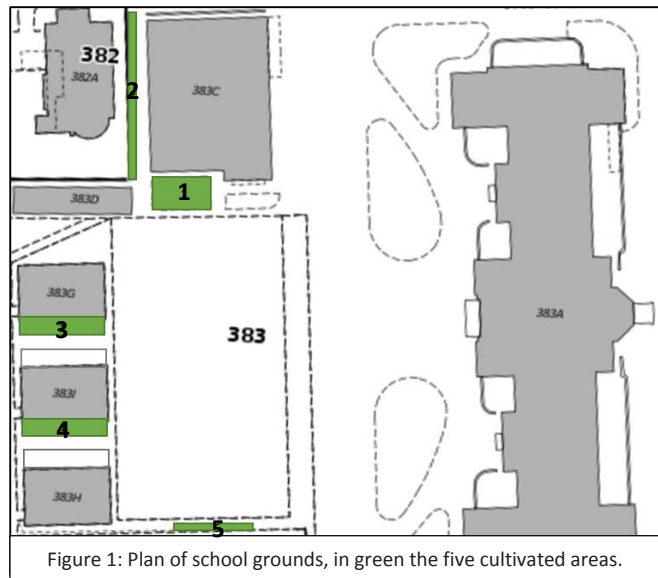 382
382A
2
383C
1
383D
383G
3
383
383A
383I
4
383H
5
Figure 1: Plan of school grounds, in green the five cultivated areas.